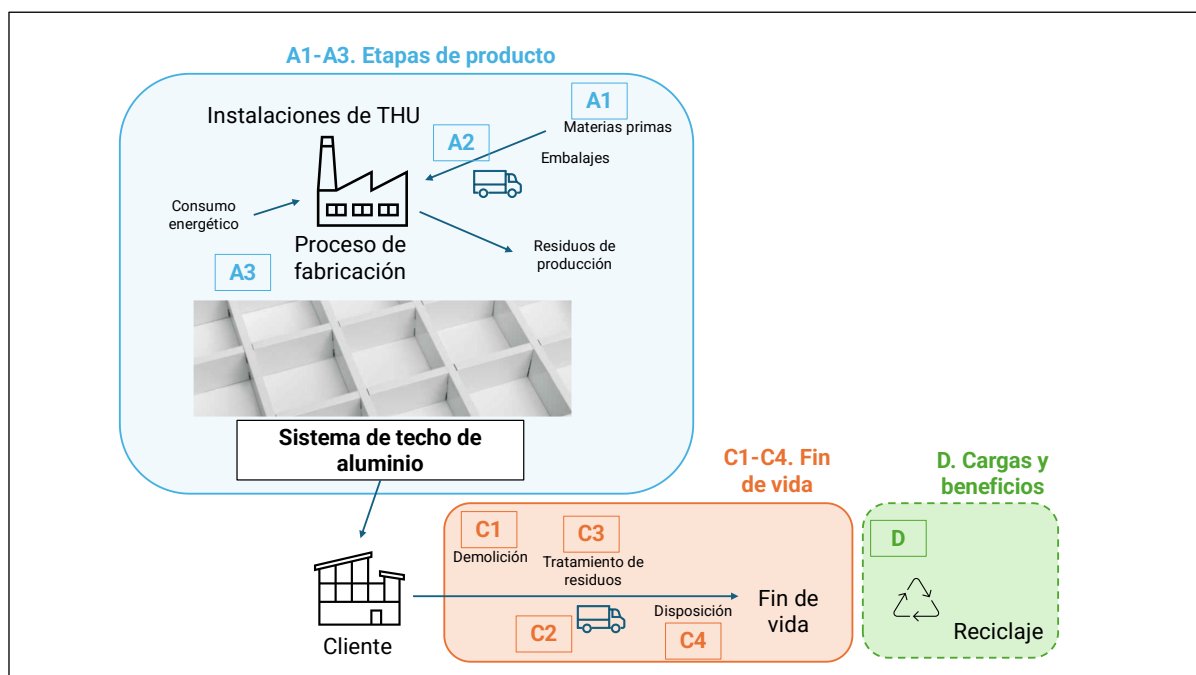 A1-A3. Etapas de producto
Instalaciones de THU
A1
Materias primas
A2
Embalajes
Consumo
energético
Proceso de
fabricación
Residuos de
producción
A3
Sistema de techo de
aluminio
C1-C4. Fin
de vida
D. Cargas y
beneficios
C1
Demolición
C3
Tratamiento de
residuos
D
Cliente
C2
Disposición
C4
Fin de
vida
Reciclaje